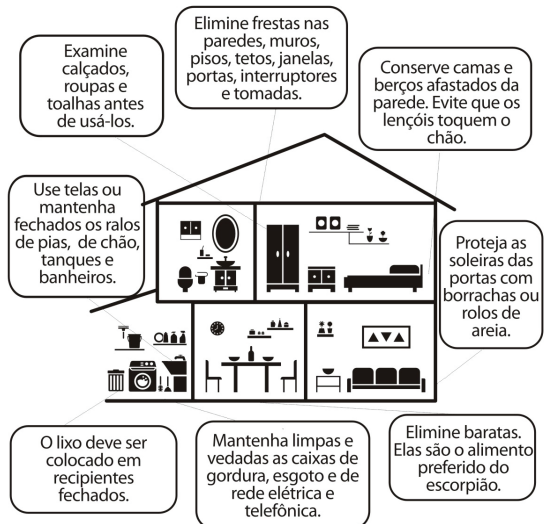 Examine
calçados,
roupas e
toalhas antes
de usá-los.
Elimine frestas nas
paredes, muros,
pisos, tetos, janelas,
portas, interruptores
e tomadas.
Conserve camas e
berços afastados da
parede. Evite que os
lençóis toquem o
chão.
Use telas ou
mantenha
fechados os ralos
de pias, de chão,
tanques e
banheiros.
Proteja as
soleiras das
portas com
borrachas ou
rolos de
areia.
O lixo deve ser
colocado em
recipientes
fechados.
Mantenha limpas e
vedadas as caixas de
gordura, esgoto e de
rede elétrica e
telefônica.
Elimine baratas.
Elas são o alimento
preferido do
escorpião.